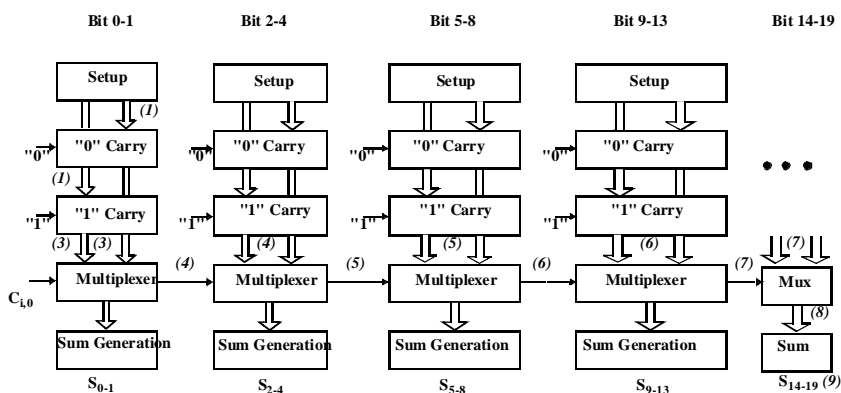 Bit 0-1 Bit 2-4 Bit 5-8 Bit 9-13 Bit 14-19
Setup Setup Setup Setup
(1)
"0" "0" Carry "0" "0" Carry "0" "0" Carry "0" "0" Carry
(1)
"1" "1" Carry "1" "1" Carry "1" "1" Carry "1" "1" Carry
(3) (3) (4) (5) (6) (7)
C_{i,0} Multiplexer (4) Multiplexer (5) Multiplexer (6) Multiplexer (7) Mux
(8)
Sum Generation Sum Generation Sum Generation Sum Generation Sum
S_{0-1} S_{2-4} S_{5-8} S_{9-13} S_{14-19} (9)